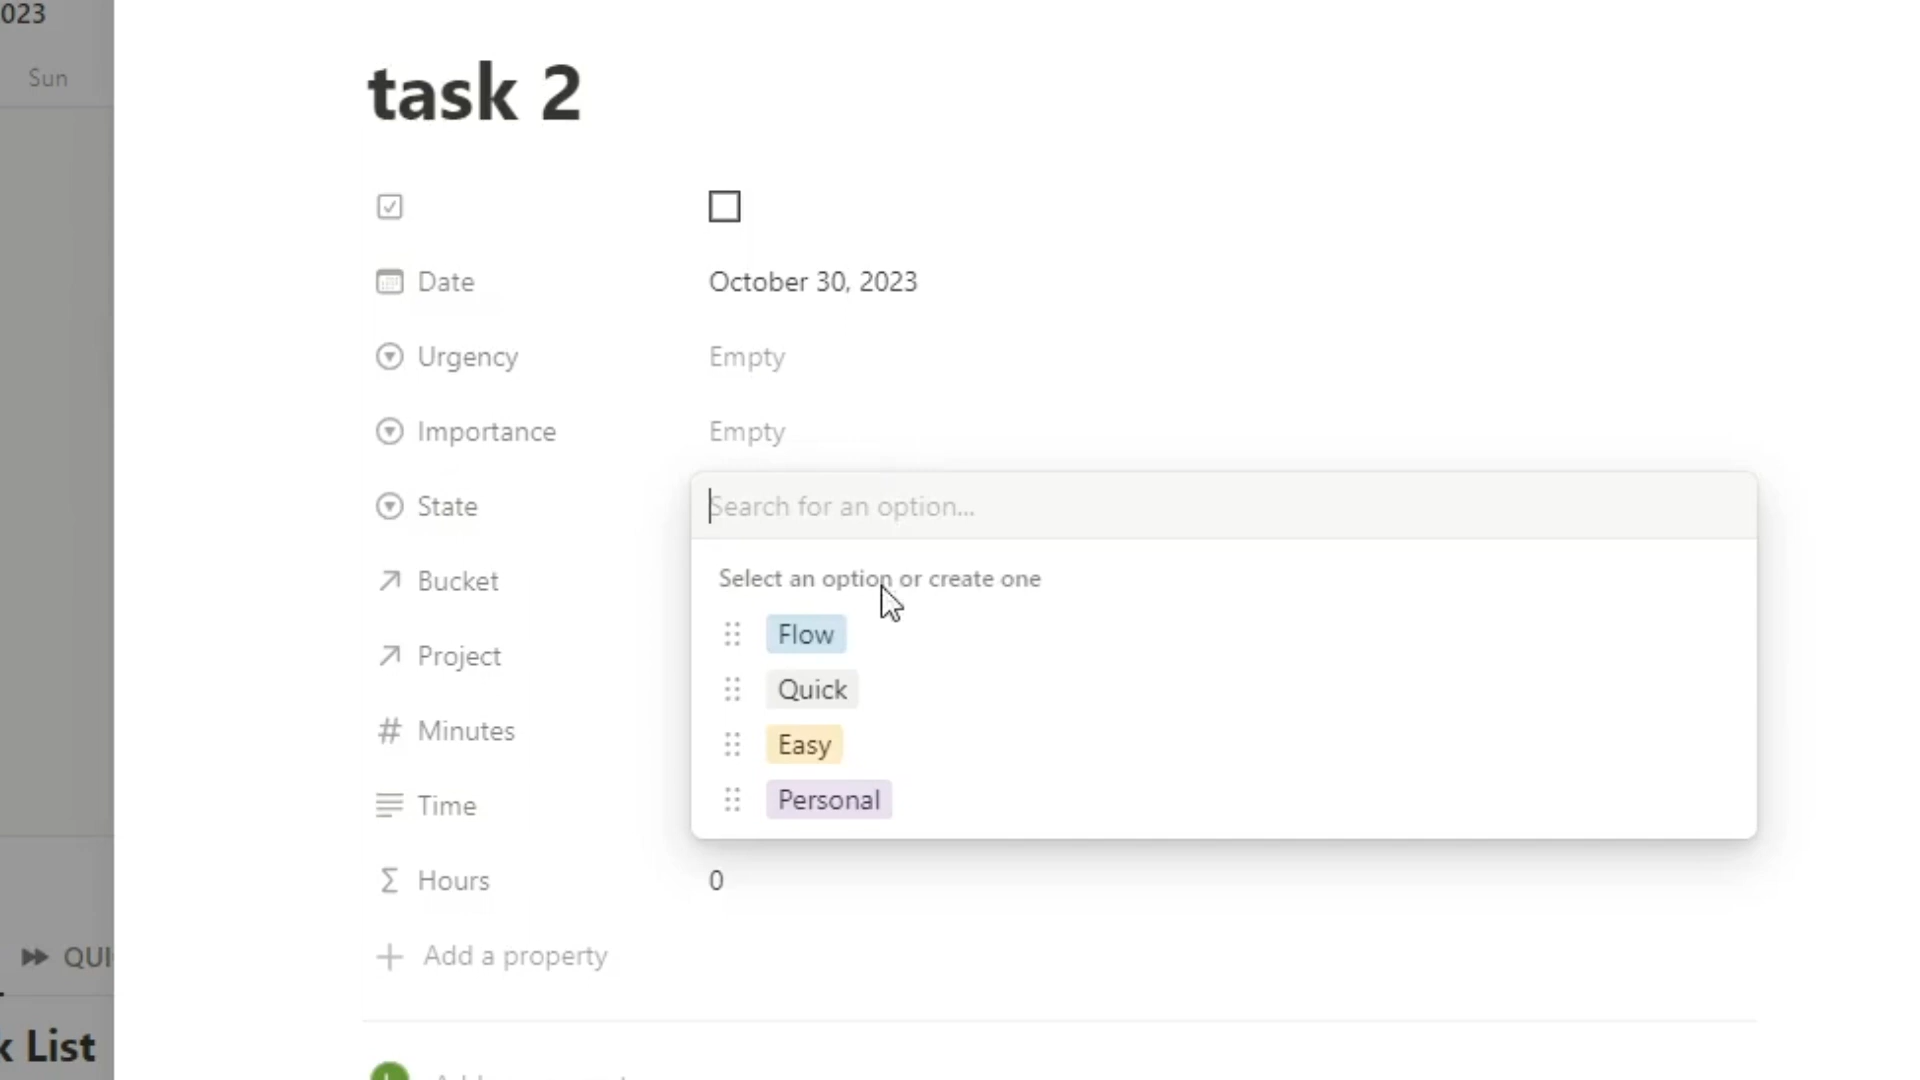 023
Sun
task 2
Date October 30, 2023
Urgency Empty
Importance Empty
State Search for an option...
Select an option or create one
Bucket
Flow
Project
Quick
Minutes
Easy
Time
Personal
Hours 0
Add a property
QUI
k List